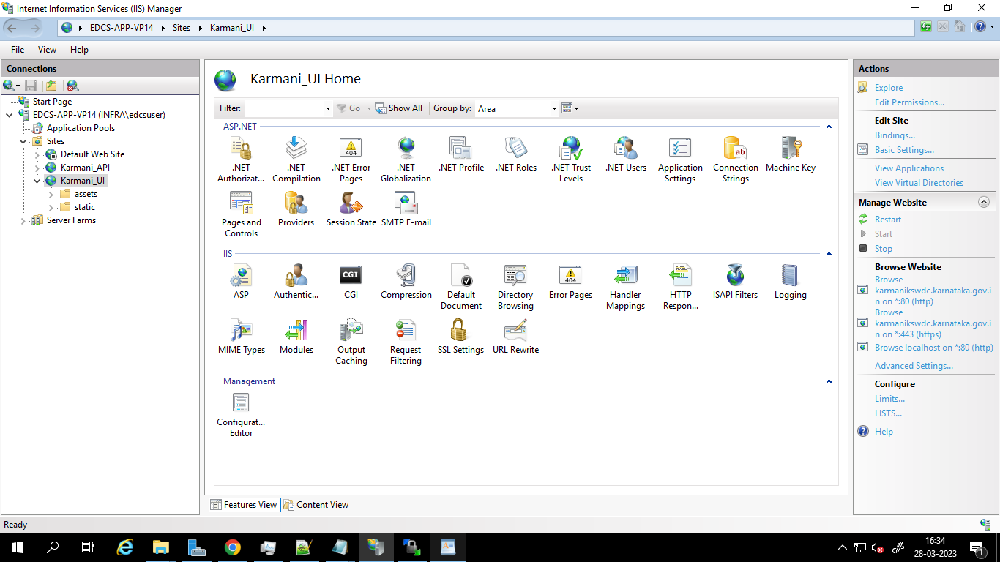 Internet Information Services (IIS) Manager
EDCS-APP-VP14 Sites Karmani_UI
File View Help
Connections
Start Page
EDCS-APP-VP14 (INFRA\edcsuser)
Application Pools
Sites
Default Web Site
Karmani_API
Karmani_UI
assets
static
Server Farms
Karmani_UI Home
Filter: Go Show All Group by: Area
ASP.NET
.NET Authorizat...
.NET Compilation
.NET Error Pages
.NET Globalization
.NET Profile
.NET Roles
.NET Trust Levels
.NET Users
Application Settings
Connection Strings
Machine Key
Pages and Controls
Providers
Session State
SMTP E-mail
IIS
ASP
Authentic...
CGI
Compression
Default Document
Directory Browsing
Error Pages
Handler Mappings
HTTP Respon...
ISAPI Filters
Logging
MIME Types
Modules
Output Caching
Request Filtering
SSL Settings
URL Rewrite
Management
Configurat... Editor
Features View Content View
Actions
Explore
Edit Permissions...
Edit Site
Bindings...
Basic Settings...
View Applications
View Virtual Directories
Manage Website
Restart
Start
Stop
Browse Website
Browse
karmanikswdc.karnataka.gov.i
n on *:80 (http)
Browse
karmanikswdc.karnataka.gov.i
n on *:443 (https)
Browse localhost on *:80 (http)
Advanced Settings...
Configure
Limits...
HSTS...
Help
Ready
16:34
28-03-2023
1